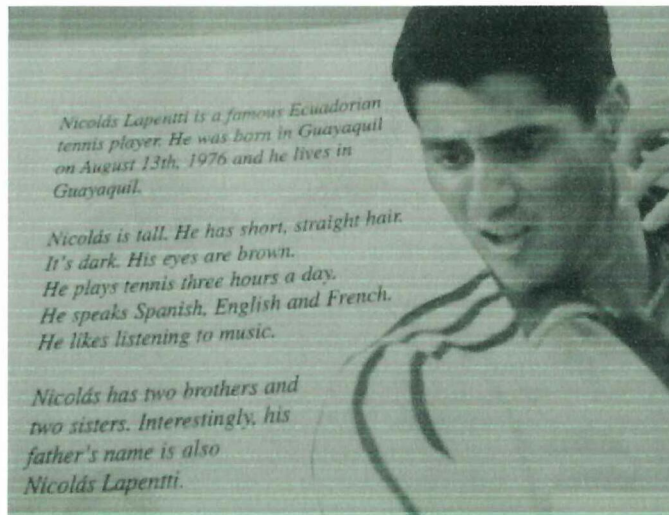 Nicolás Lapentti is a famous Ecuadorian
tennis player. He was born in Guayaquil
on August 13th, 1976 and he lives in
Guayaquil.
Nicolás is tall. He has short, straight hair.
It's dark. His eyes are brown.
He plays tennis three hours a day.
He speaks Spanish, English and French.
He likes listening to music.
Nicolás has two brothers and
two sisters. Interestingly, his
father's name is also
Nicolás Lapentti.